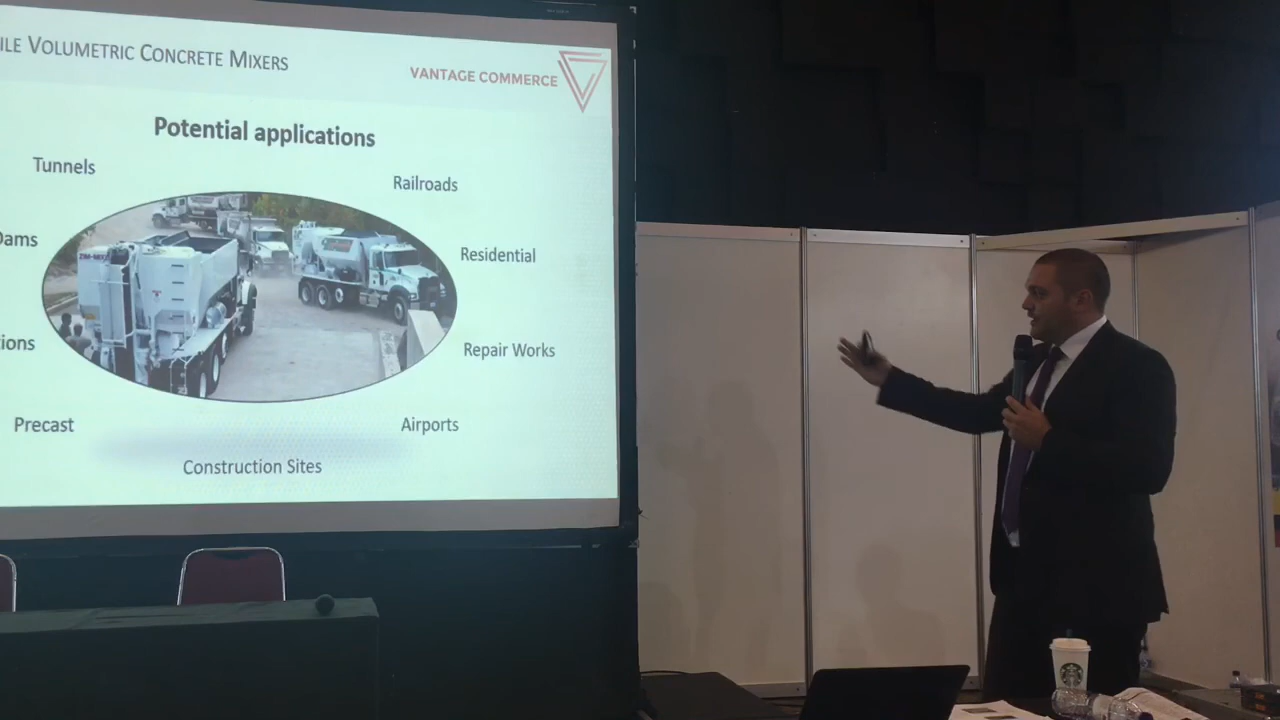 ILE VOLUMETRIC CONCRETE MIXERS
VANTAGE COMMERCE
Potential applications
Tunnels
Railroads
Dams
Residential
ions
Repair Works
Precast
Airports
Construction Sites